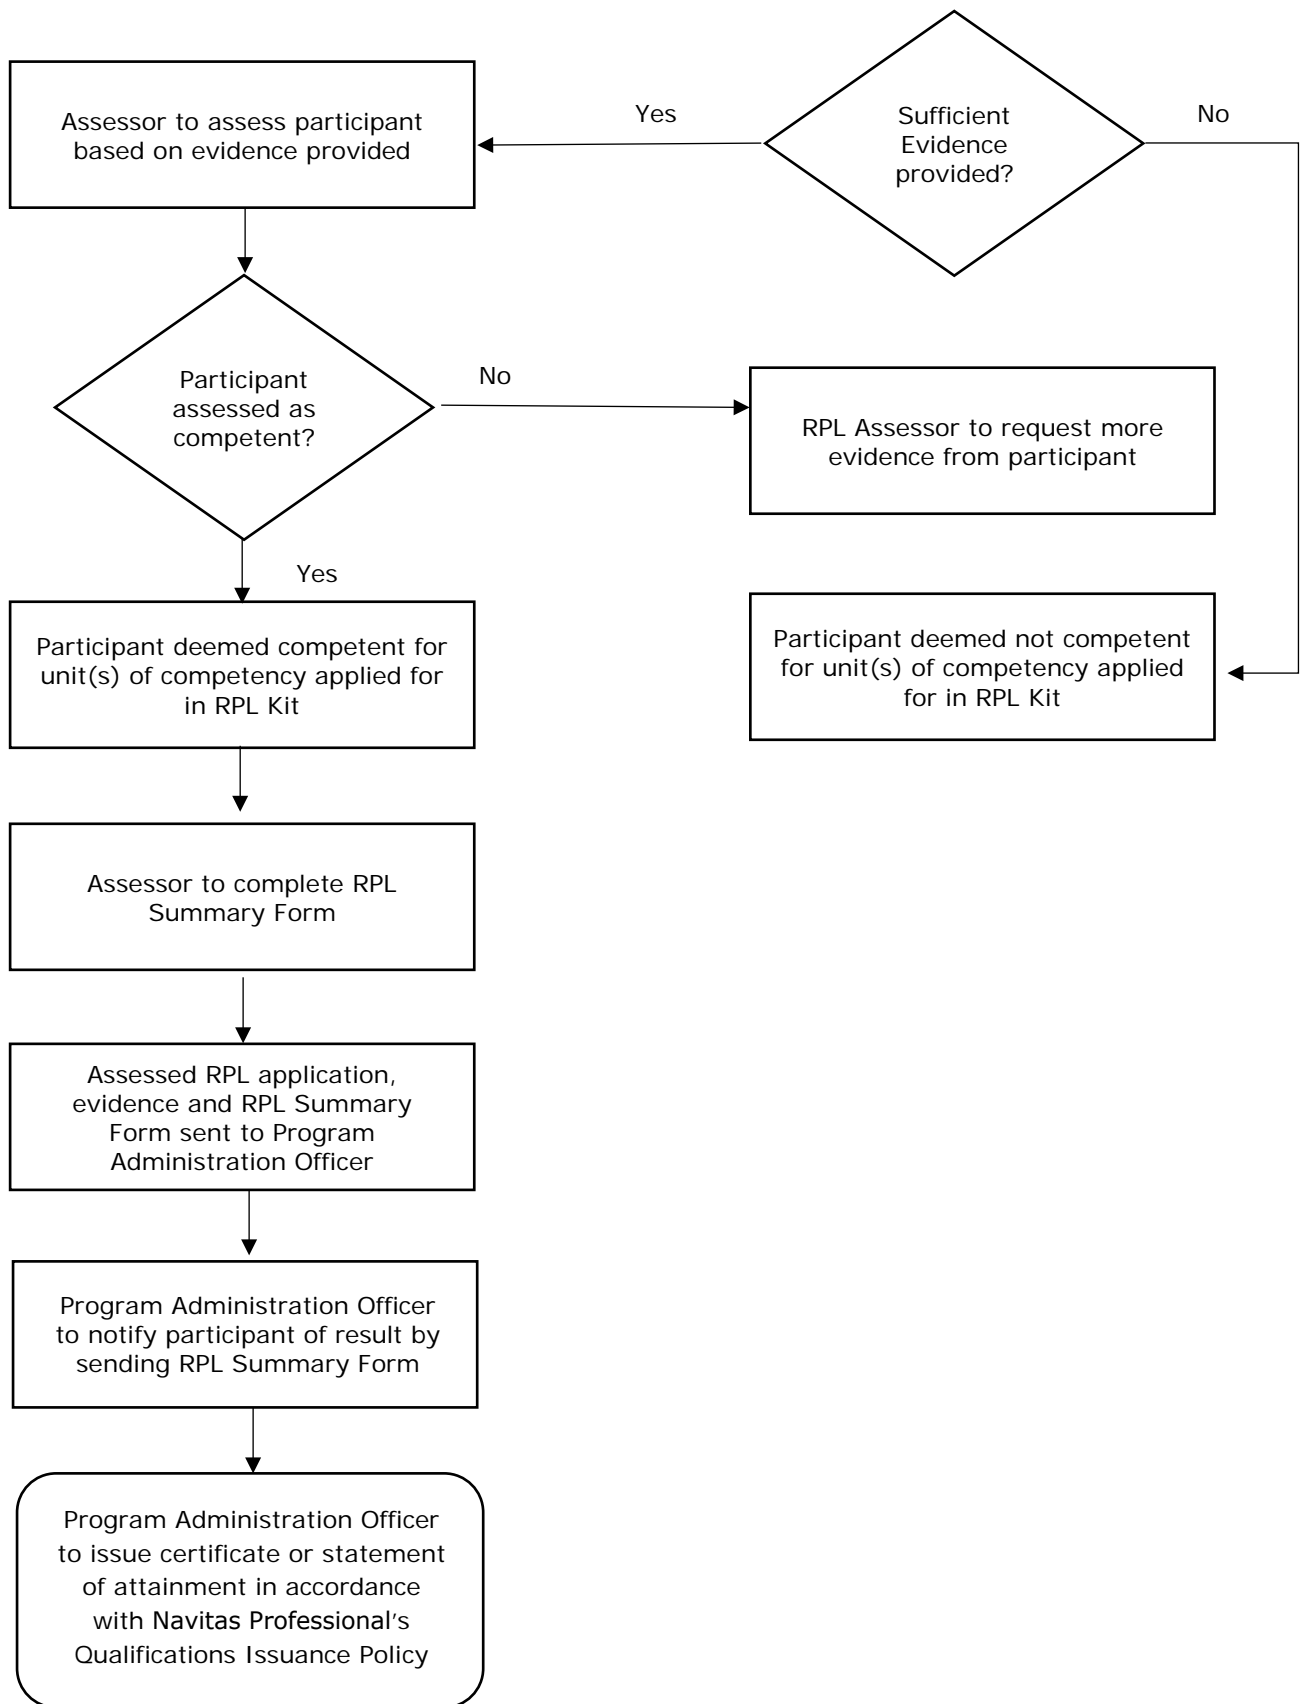 Sufficient
Evidence
provided?
Yes
No
Assessor to assess participant
based on evidence provided
Participant
assessed as
competent?
No
RPL Assessor to request more
evidence from participant
Yes
Participant deemed competent for
unit(s) of competency applied for
in RPL Kit
Participant deemed not competent
for unit(s) of competency applied
for in RPL Kit
Assessor to complete RPL
Summary Form
Assessed RPL application,
evidence and RPL Summary
Form sent to Program
Administration Officer
Program Administration Officer
to notify participant of result by
sending RPL Summary Form
Program Administration Officer
to issue certificate or statement
of attainment in accordance
with Navitas Professional's
Qualifications Issuance Policy